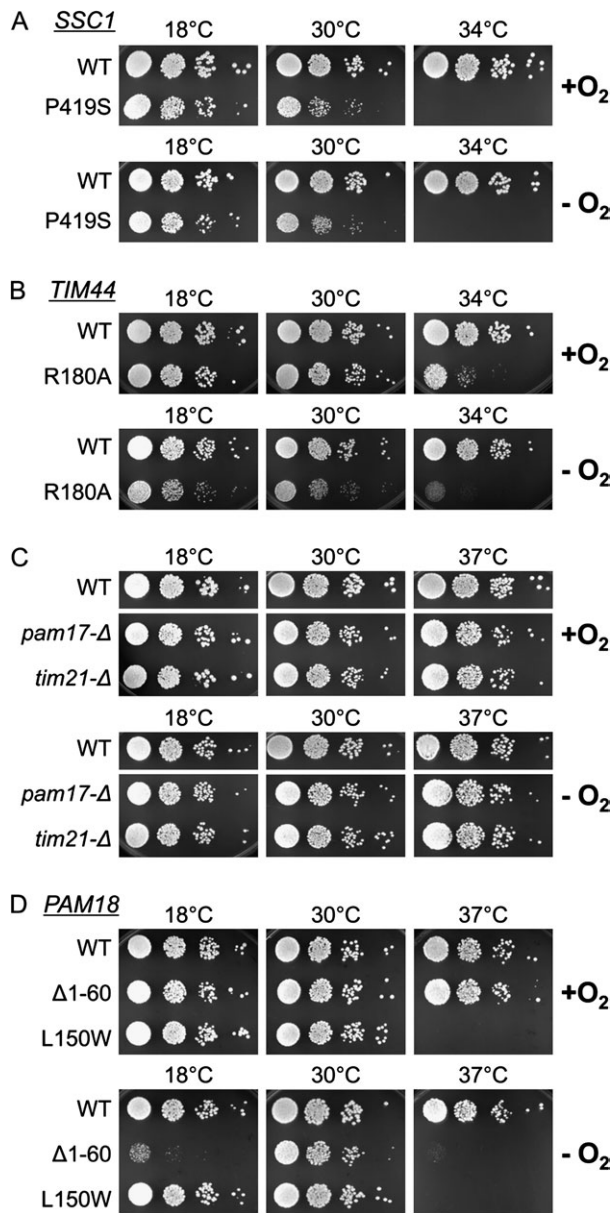 A SSC1
18°C 30°C 34°C
WT
P419S
+O2
18°C 30°C 34°C
WT
P419S
- O2
B TIM44
18°C 30°C 34°C
WT
R180A
+O2
18°C 30°C 34°C
WT
R180A
- O2
C 18°C 30°C 37°C
WT
pam17-Δ
tim21-Δ
+O2
18°C 30°C 37°C
WT
pam17-Δ
tim21-Δ
- O2
D PAM18
18°C 30°C 37°C
WT
Δ1-60
L150W
+O2
18°C 30°C 37°C
WT
Δ1-60
L150W
- O2